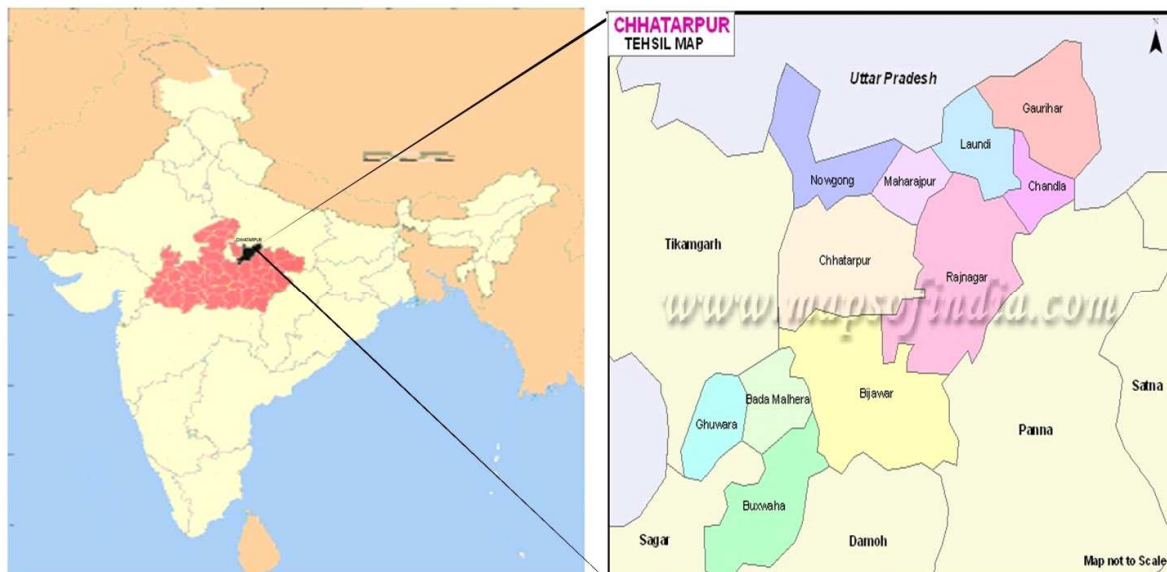 CHHATARPUR
CHHATARPUR
TEHSIL MAP
N
Uttar Pradesh
Gaurihar
Laundi
Nowgong
Maharajpur
Chandla
Tikamgarh
Chhatarpur
Rajnagar
www.mapsofindia.com
Bijawar
Bada Malhera
Satna
Ghuwara
Panna
Buxwaha
Sagar
Damoh
Map not to Scale